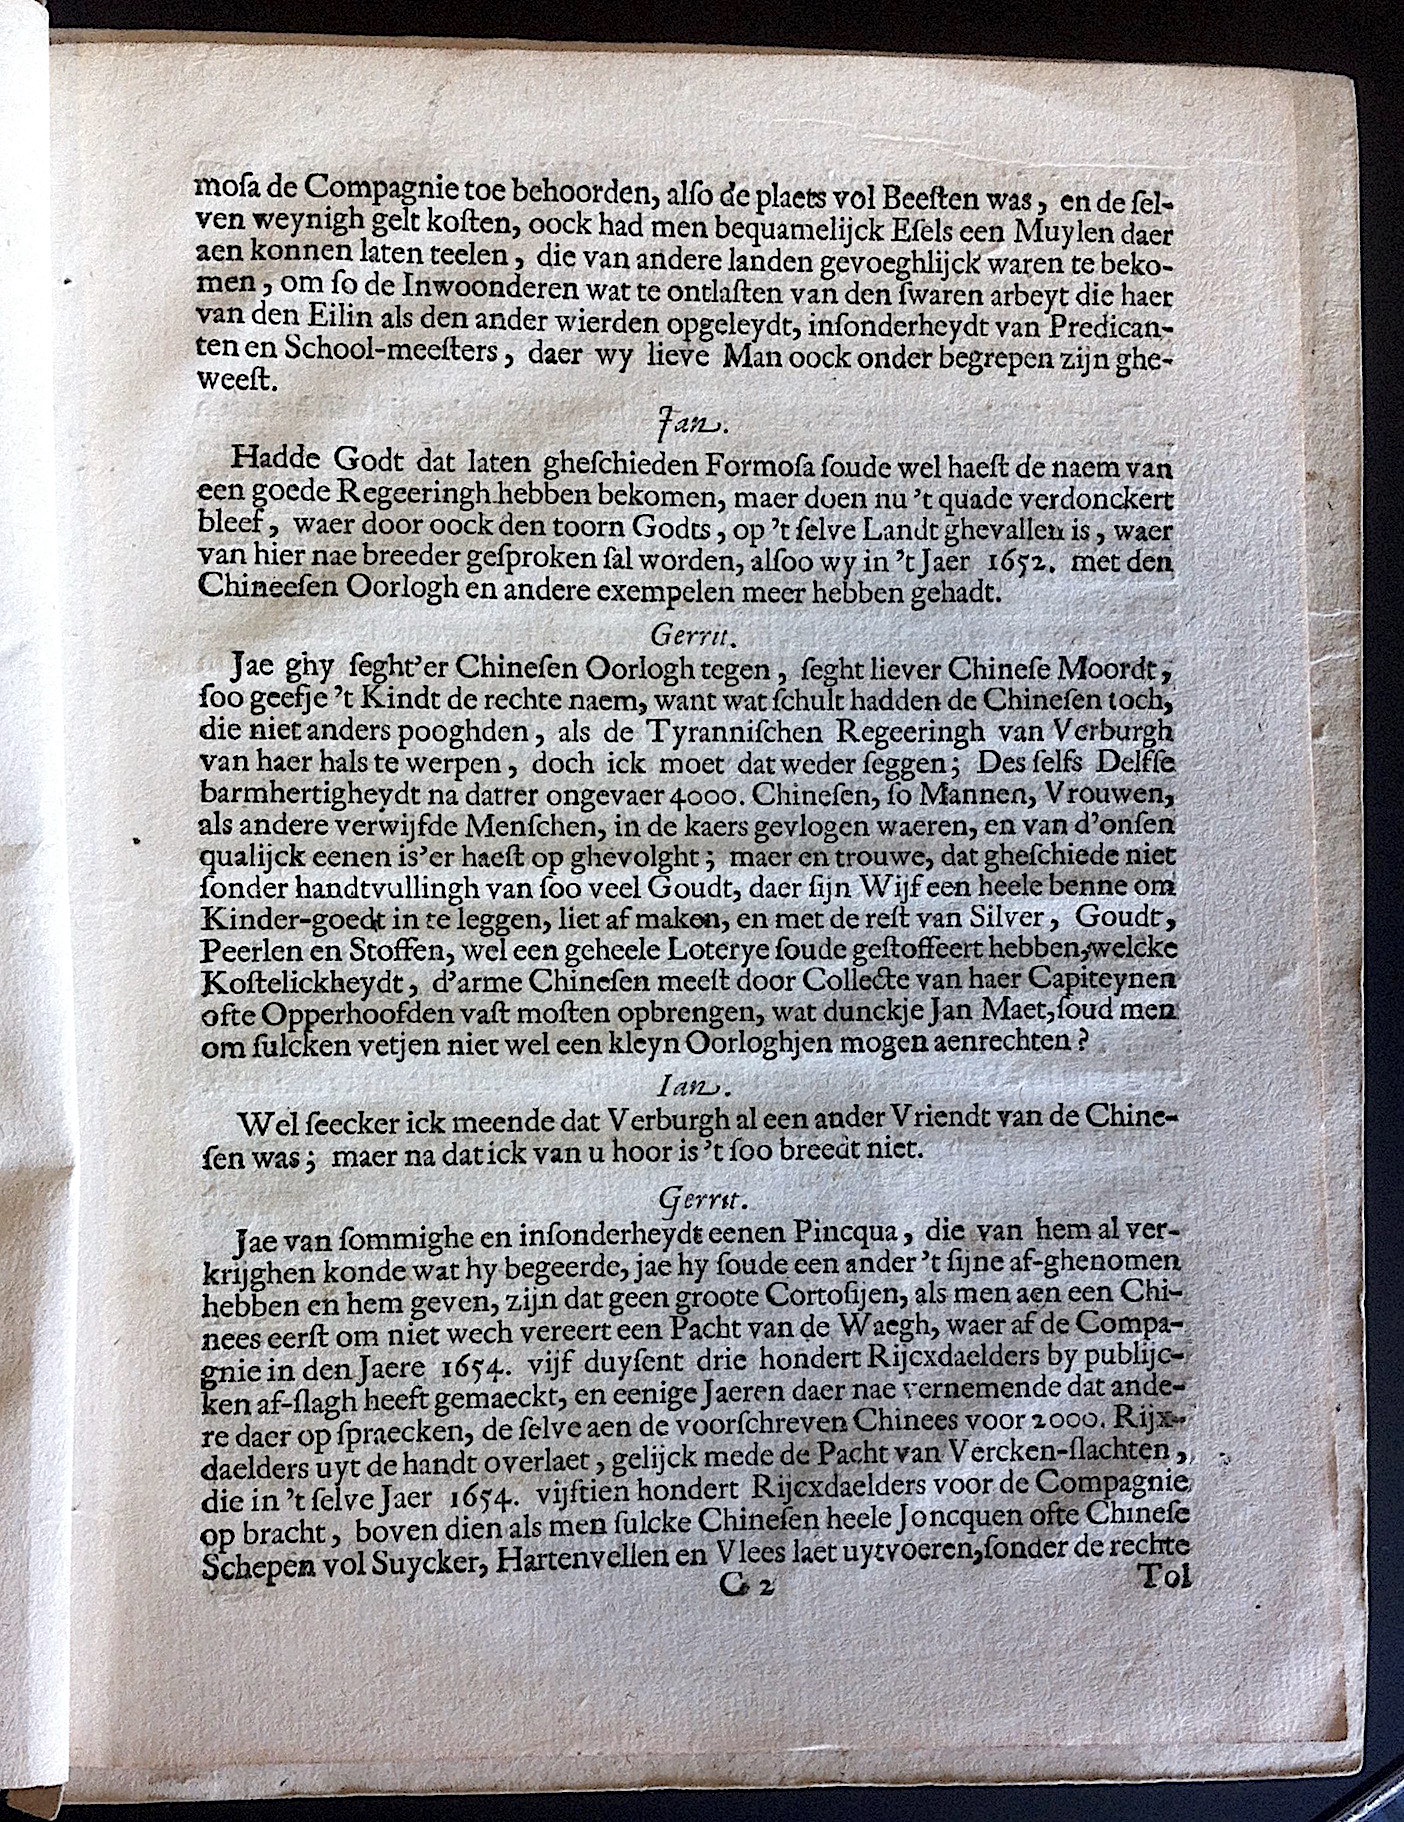 moſa de Compagnie toe behoorden, alſo de plaets vol Beeſten was, en de ſel-
ven weynigh gelt koſten, oock had men bequamelijck Eſels een Muylen daer
aen konnen laten teelen, die van andere landen gevoeghlijck waren te beko-
men, om ſo de Inwoonderen wat te ontlaſten van den ſwaren arbeyt die haer
van den Eilin als den ander wierden opgeleydt, inſonderheydt van Predican-
ten en School-meeſters, daer wy lieve Man oock onder begrepen zijn ghe-
weeſt.
Jan.
Hadde Godt dat laten gheſchieden Formoſa ſoude wel haeſt de naem van
een goede Regeeringh hebben bekomen, maer doen nu 't quade verdonckert
bleef, waer door oock den toorn Godts, op 't ſelve Landt ghevallen is, waer
van hier nae breeder geſproken ſal worden, alſoo wy in 't Jaer 1652. met den
Chineeſen Oorlogh en andere exempelen meer hebben gehadt.
Gerrit.
Jae ghy ſeght'er Chineſen Oorlogh tegen, ſeght liever Chineſe Moordt,
ſoo geefje 't Kindt de rechte naem, want wat ſchult hadden de Chineſen toch,
die niet anders pooghden, als de Tyranniſchen Regeeringh van Verburgh
van haer hals te werpen, doch ick moet dat weder ſeggen; Des ſelfs Delfſe
barmhertigheydt na datter ongevaer 4000. Chineſen, ſo Mannen, Vrouwen,
als andere verwijfde Menſchen, in de kaers gevlogen waeren, en van d'onſen
qualijck eenen is'er haeſt op ghevolght; maer en trouwe, dat gheſchiede niet
ſonder handtvullingh van ſoo veel Goudt, daer ſijn Wijf een heele benne om
Kinder-goedt in te leggen, liet af maken, en met de reſt van Silver, Goudt,
Peerlen en Stoffen, wel een geheele Loterye ſoude geſtoffeert hebben, welcke
Koſtelickheydt, d'arme Chineſen meeſt door Collecte van haer Capiteynen
ofte Opperhoofden vaſt moſten opbrengen, wat dunckje Jan Maet, ſoud men
om ſulcken vetjen niet wel een kleyn Oorloghjen mogen aenrechten?
Ian.
Wel ſeecker ick meende dat Verburgh al een ander Vriendt van de Chine-
ſen was; maer na dat ick van u hoor is 't ſoo breedt niet.
Gerrit.
Jae van ſommighe en inſonderheydt eenen Pincqua, die van hem al ver-
krijghen konde wat hy begeerde, jae hy ſoude een ander 't ſijne af-ghenomen
hebben en hem geven, zijn dat geen groote Cortoſijen, als men aen een Chi-
nees eerſt om niet wech vereert een Pacht van de Waegh, waer af de Compa-
gnie in den Jaere 1654. vijf duyſent drie hondert Rijcxdaelders by publijc-
ken af-ſlagh heeft gemaeckt, en eenige Jaeren daer nae vernemende dat ande-
re daer op ſpraecken, de ſelve aen de voorſchreven Chinees voor 2000. Rijx-
daelders uyt de handt overlaet, gelijck mede de Pacht van Vercken-ſlachten,
die in 't ſelve Jaer 1654. vijftien hondert Rijcxdaelders voor de Compagnie
op bracht, boven dien als men ſulcke Chineſen heele Joncquen ofte Chineſe
Schepen vol Suycker, Hartenvellen en Vlees laet uytvoeren, ſonder de rechte
G 2 Tol